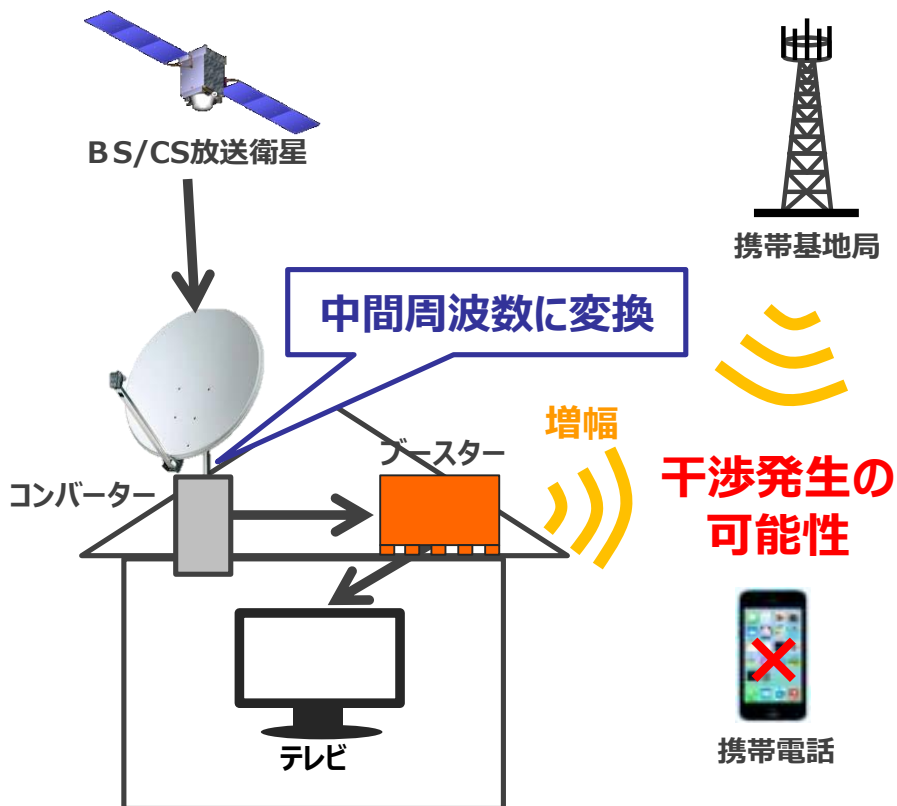 ＢS/CS放送衛星
携帯基地局
中間周波数に変換
増幅
ブースター
コンバーター
干渉発生の
可能性
テレビ
携帯電話